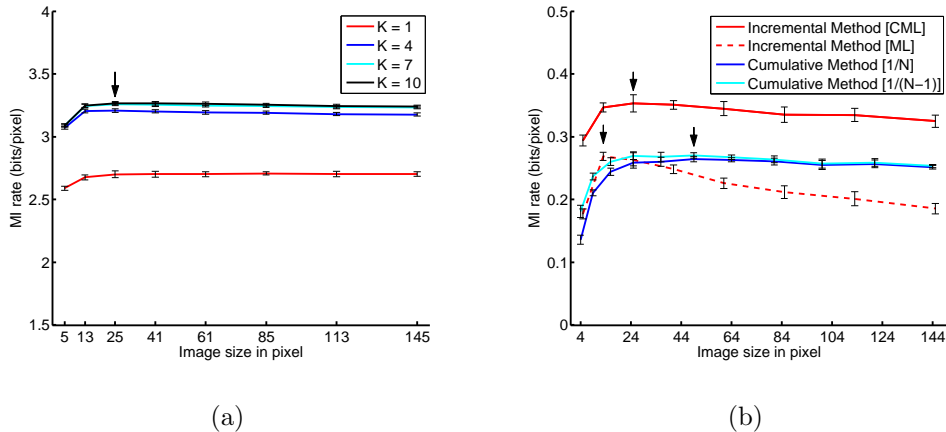 4
3.5
3
2.5
2
1.5
MI rate (bits/pixel)
5 13 25 41 61 85 113 145
Image size in pixel
K = 1
K = 4
K = 7
K = 10
(a)
0.5
0.4
0.3
0.2
0.1
0
MI rate (bits/pixel)
4 24 44 64 84 104 124 144
Image size in pixel
Incremental Method [CML]
Incremental Method [ML]
Cumulative Method [1/N]
Cumulative Method [1/(N−1)]
(b)